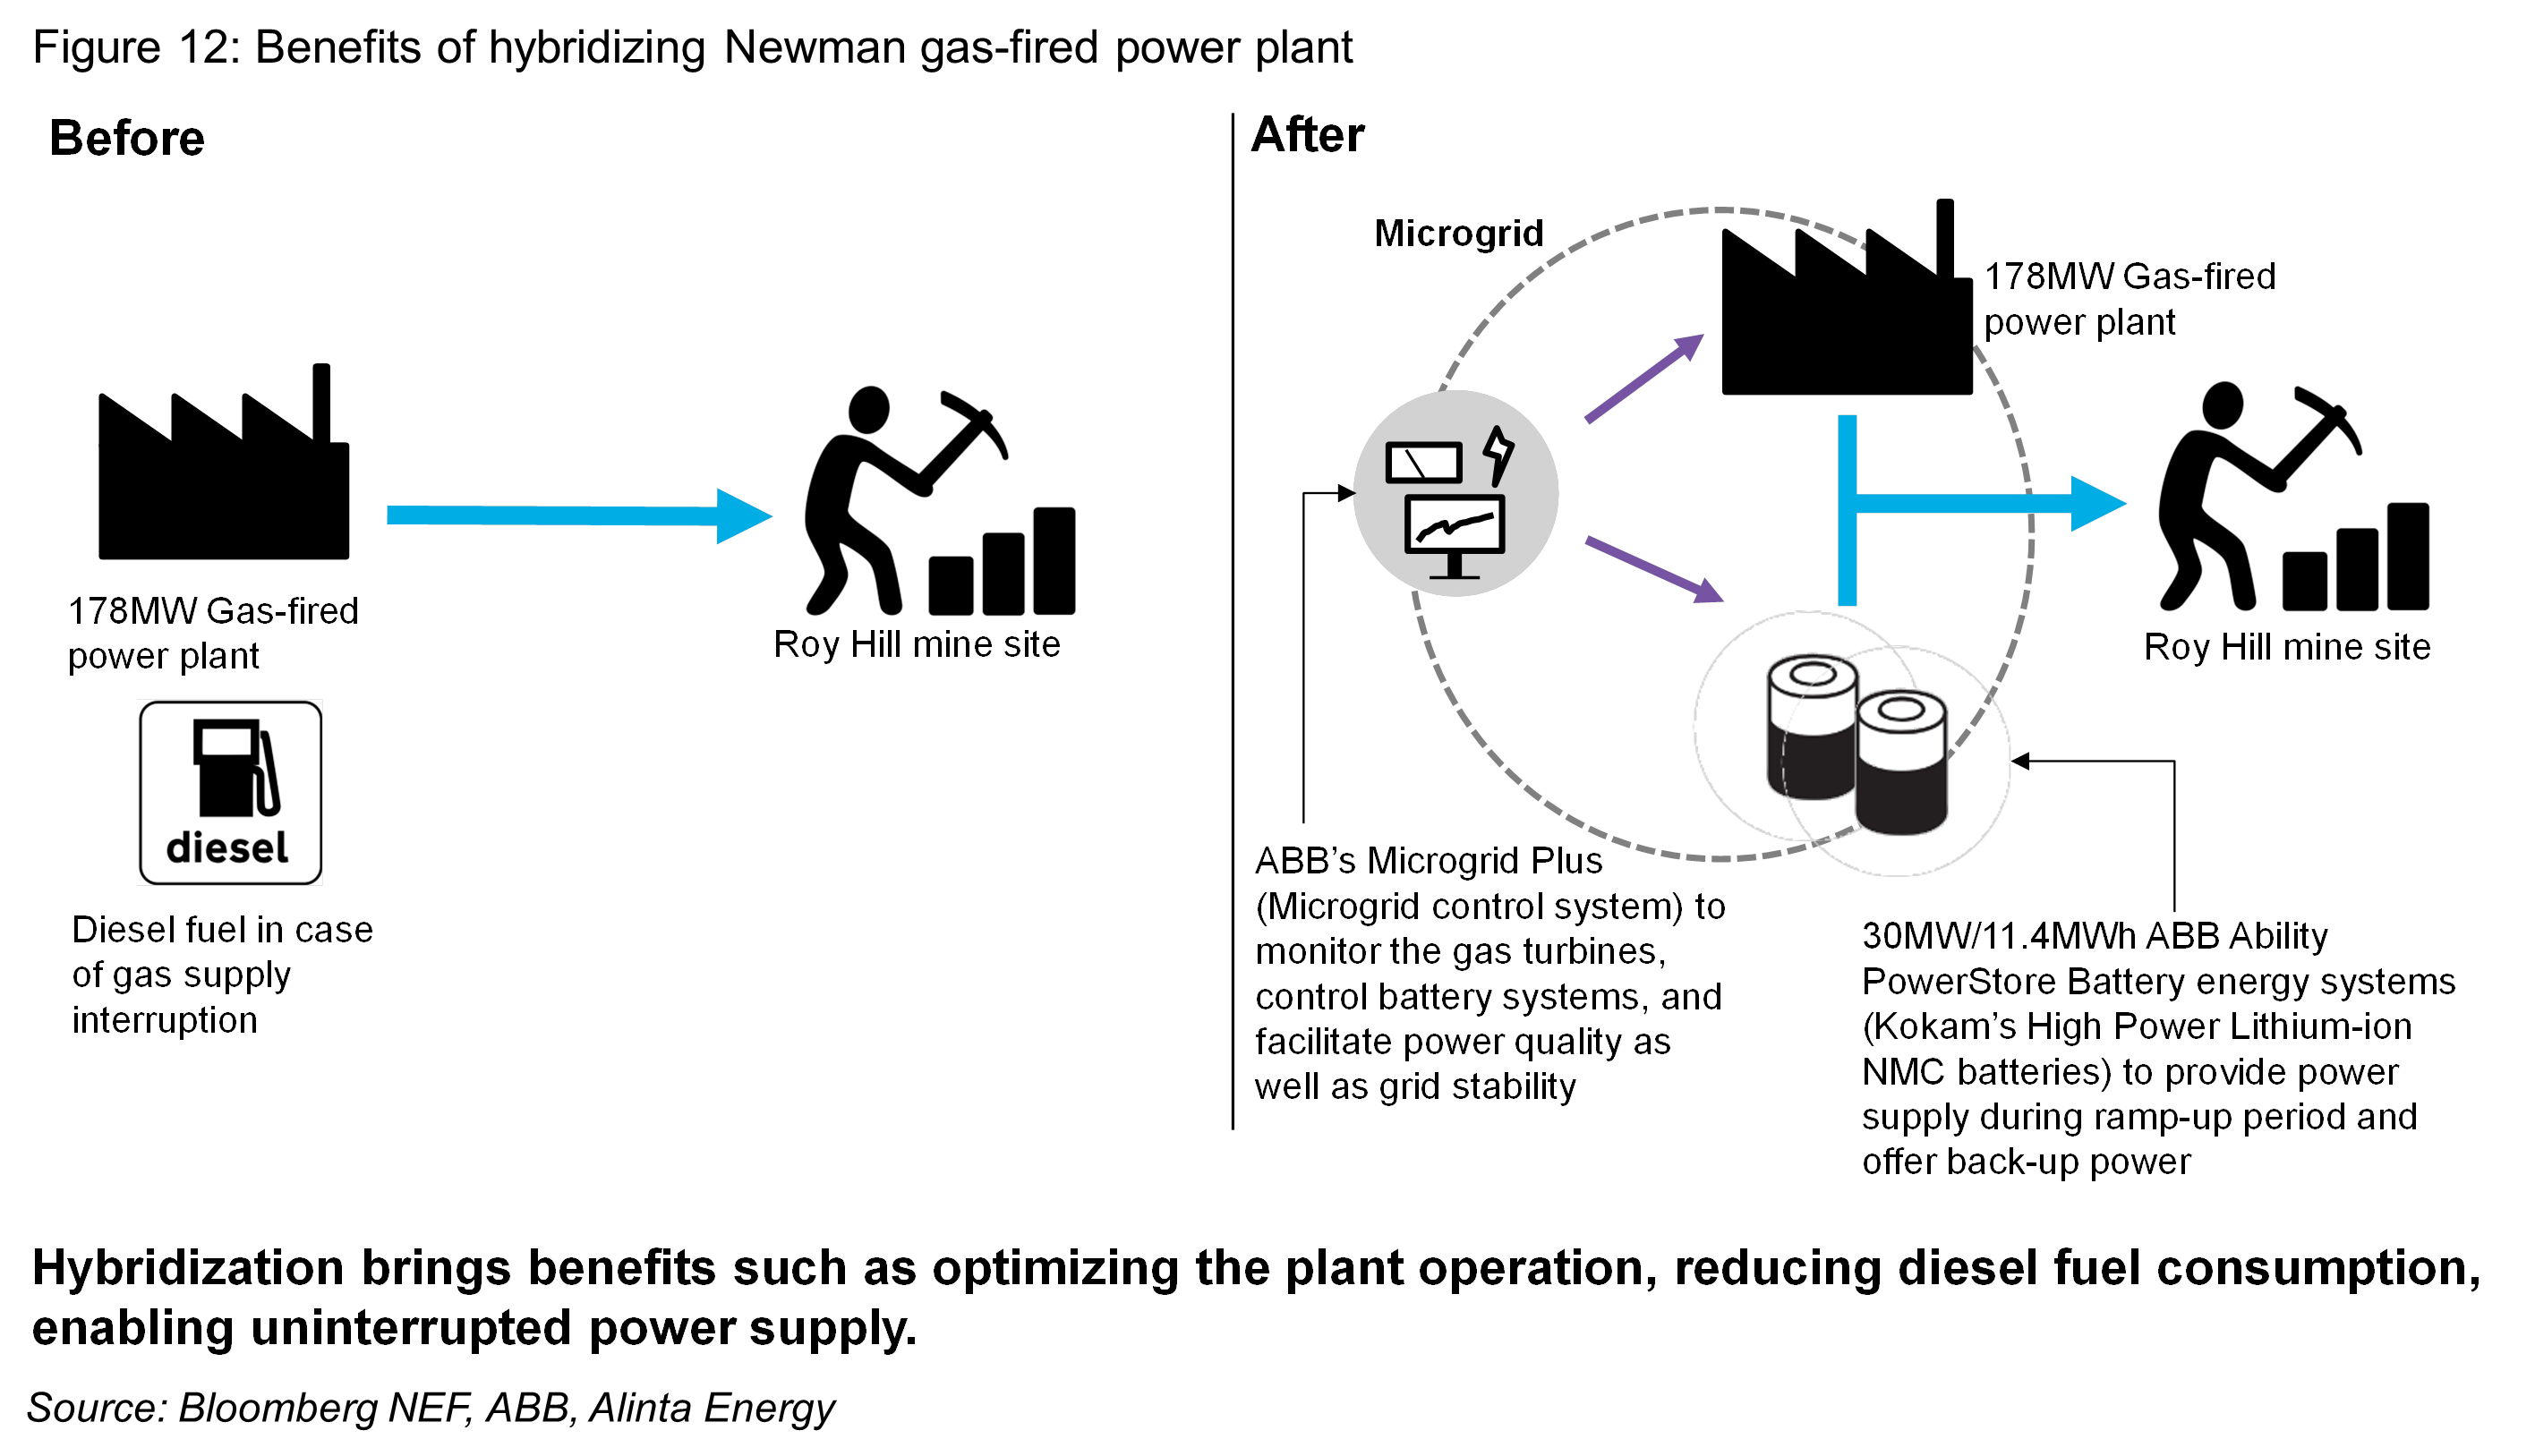 Figure 12: Benefits of hybridizing Newman gas-fired power plant
Before
178MW Gas-fired
power plant
diesel
Diesel fuel in case
of gas supply
interruption
Roy Hill mine site
After
Microgrid
178MW Gas-fired
power plant
Roy Hill mine site
ABB’s Microgrid Plus
(Microgrid control system) to
monitor the gas turbines,
control battery systems, and
facilitate power quality as
well as grid stability
30MW/11.4MWh ABB Ability
PowerStore Battery energy systems
(Kokam’s High Power Lithium-ion
NMC batteries) to provide power
supply during ramp-up period and
offer back-up power
Hybridization brings benefits such as optimizing the plant operation, reducing diesel fuel consumption,
enabling uninterrupted power supply.
Source: Bloomberg NEF, ABB, Alinta Energy